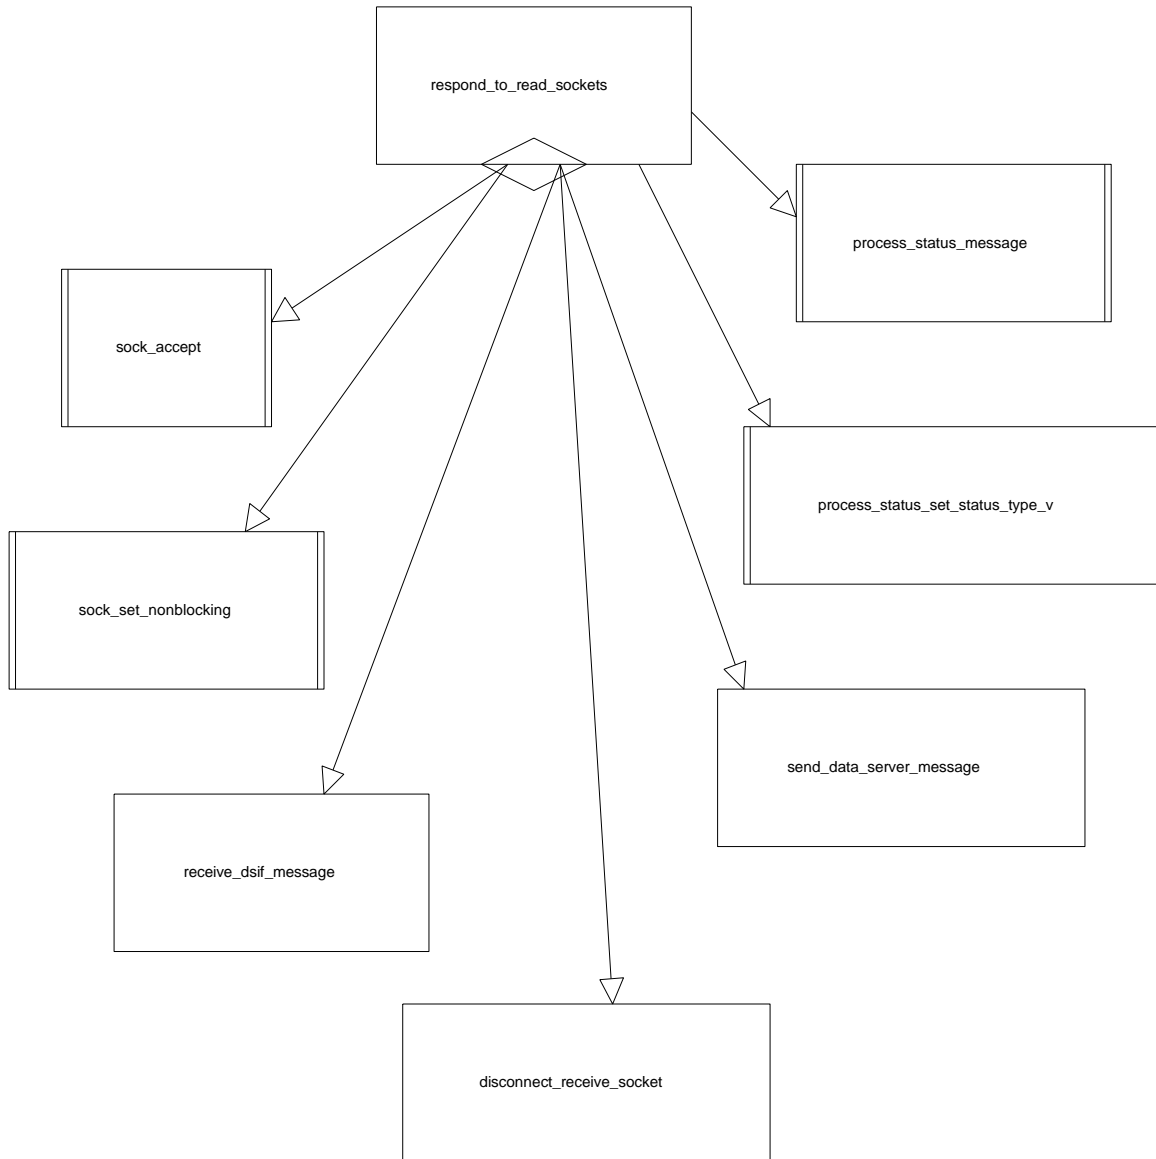 respond_to_read_sockets
process_status_message
sock_accept
process_status_set_status_type_v
sock_set_nonblocking
send_data_server_message
receive_dsif_message
disconnect_receive_socket